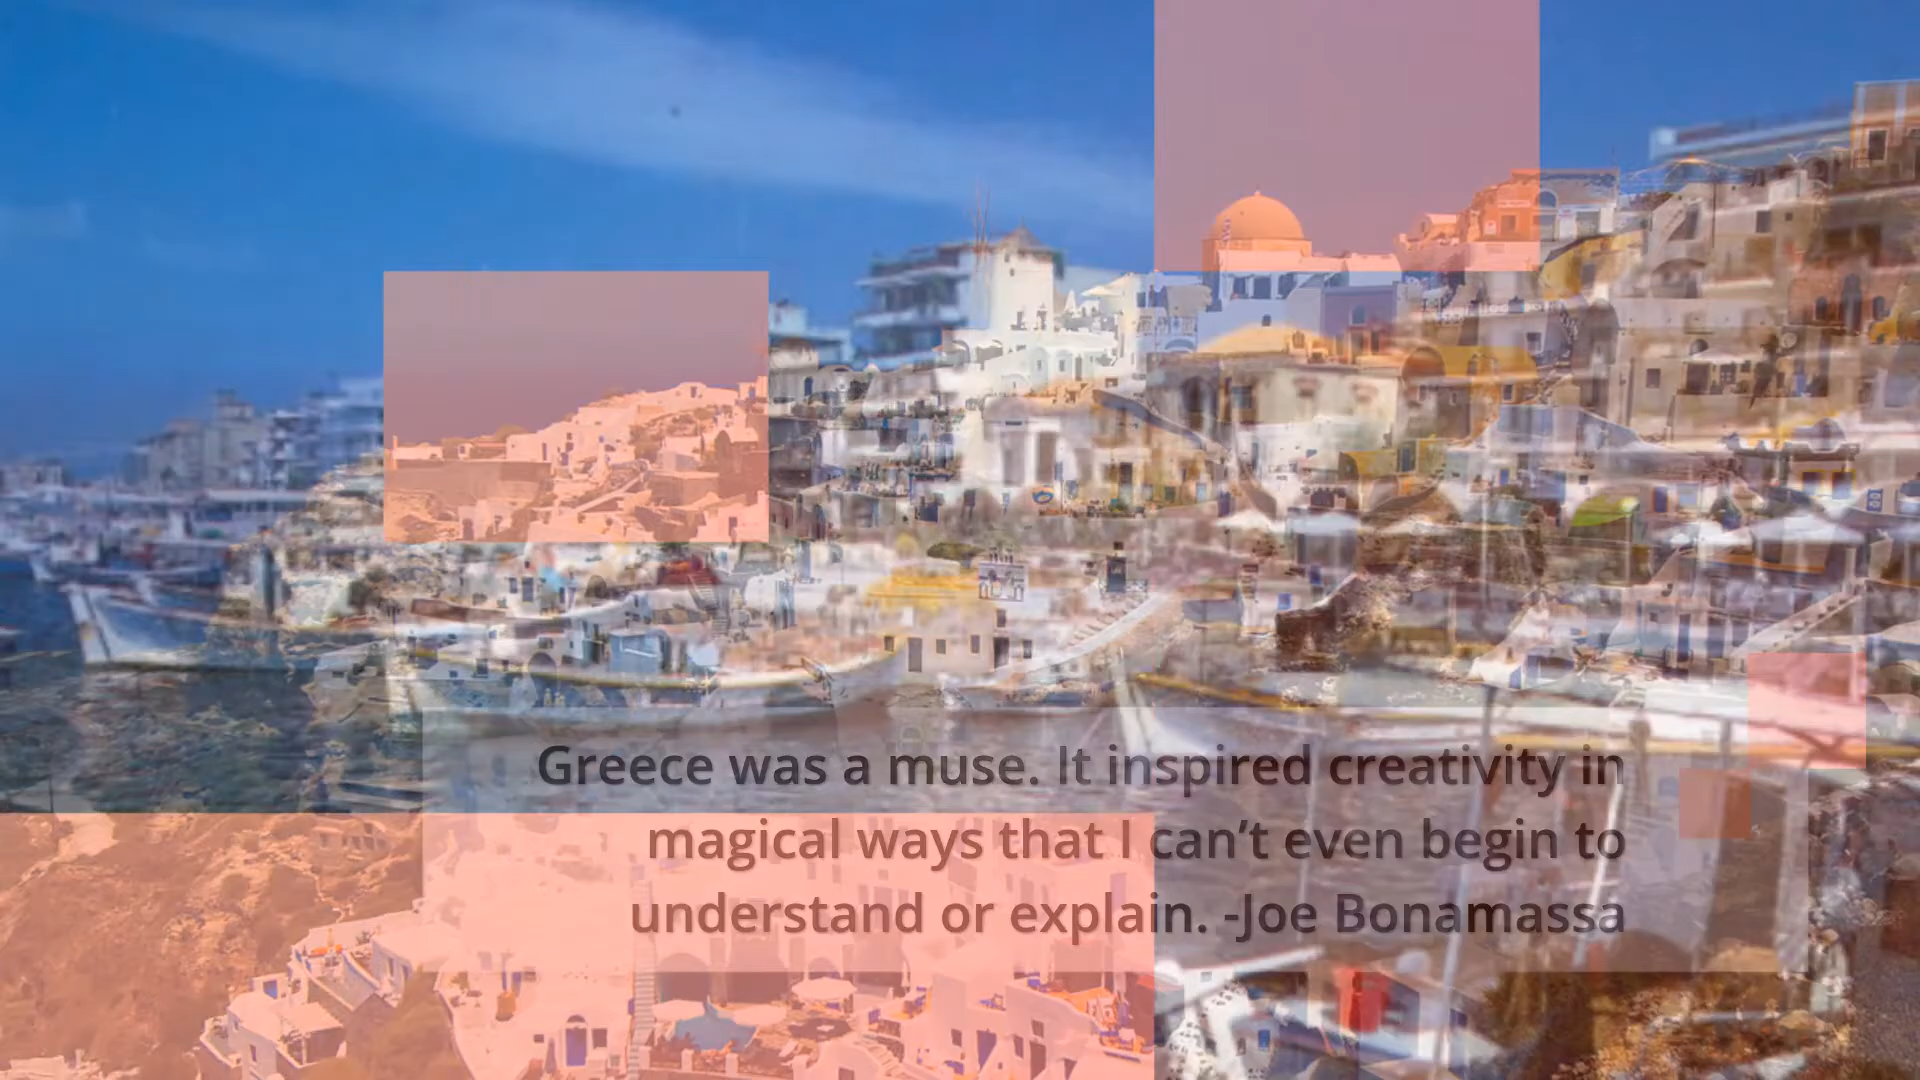 Greece was a muse. It inspired creativity in
magical ways that I can’t even begin to
understand or explain. -Joe Bonamassa